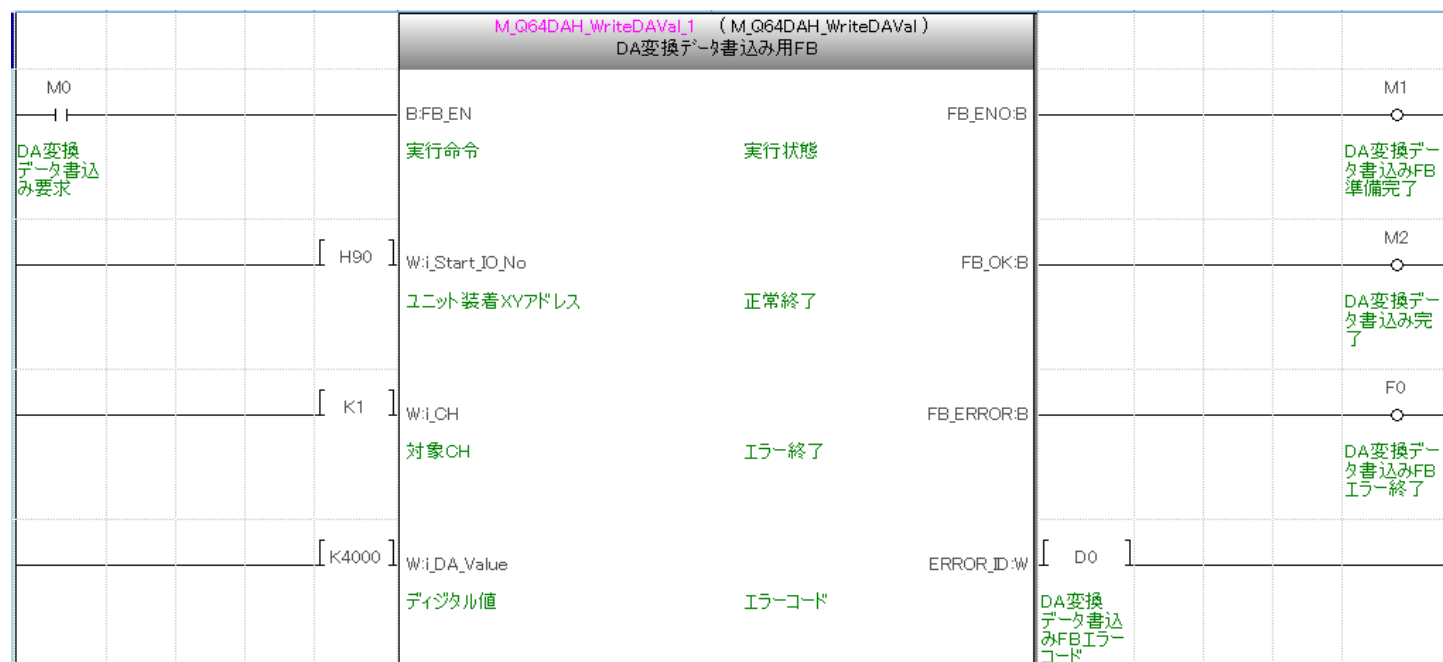 M_Q64DAH_WriteDAVal_1 (M_Q64DAH_WriteDAVal)
DA変換データ書込み用FB
M0
B:FB_EN
FB_ENO:B
M1
DA変換
データ書込
み要求
実行命令
実行状態
DA変換デー
タ書込みFB
準備完了
H90
W:i_Start_IO_No
FB_OK:B
M2
ユニット装着XYアドレス
正常終了
DA変換デー
タ書込み完
了
K1
W:i_CH
FB_ERROR:B
F0
対象CH
エラー終了
DA変換デー
タ書込みFB
エラー終了
K4000
W:i_DA_Value
ERROR_ID:W
D0
ディジタル値
エラーコード
DA変換
データ書込
みFBエラー
コード